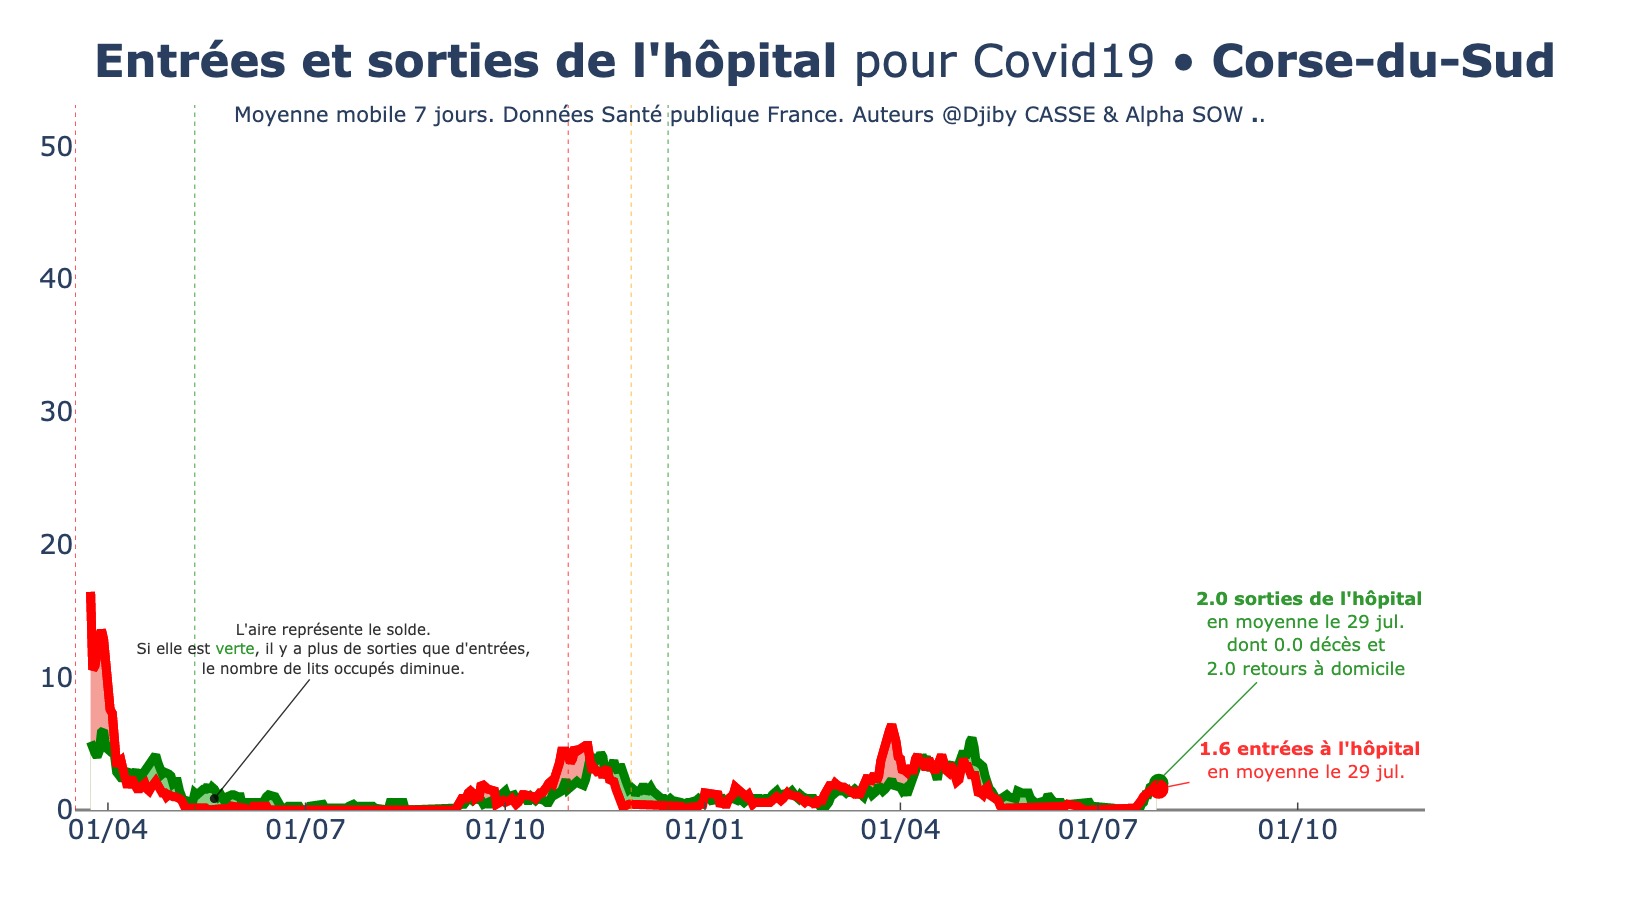 Entrées et sorties de l'hôpital pour Covid19 • Corse-du-Sud
Moyenne mobile 7 jours. Données Santé publique France. Auteurs @Djiby CASSE & Alpha SOW ..
50
40
30
20
10
0
L'aire représente le solde.
Si elle est verte, il y a plus de sorties que d'entrées,
le nombre de lits occupés diminue.
2.0 sorties de l'hôpital
en moyenne le 29 jul.
dont 0.0 décès et
2.0 retours à domicile
1.6 entrées à l'hôpital
en moyenne le 29 jul.
01/04 01/07 01/10 01/01 01/04 01/07 01/10